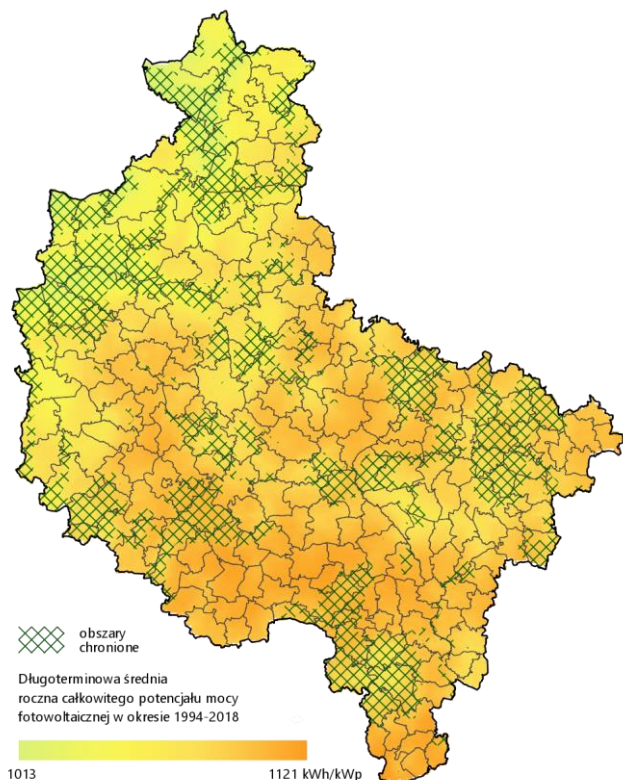 obszary
chronione
Długoterminowa średnia
roczna całkowitego potencjału mocy
fotowoltaicznej w okresie 1994-2018
1013
1121 kWh/kWp